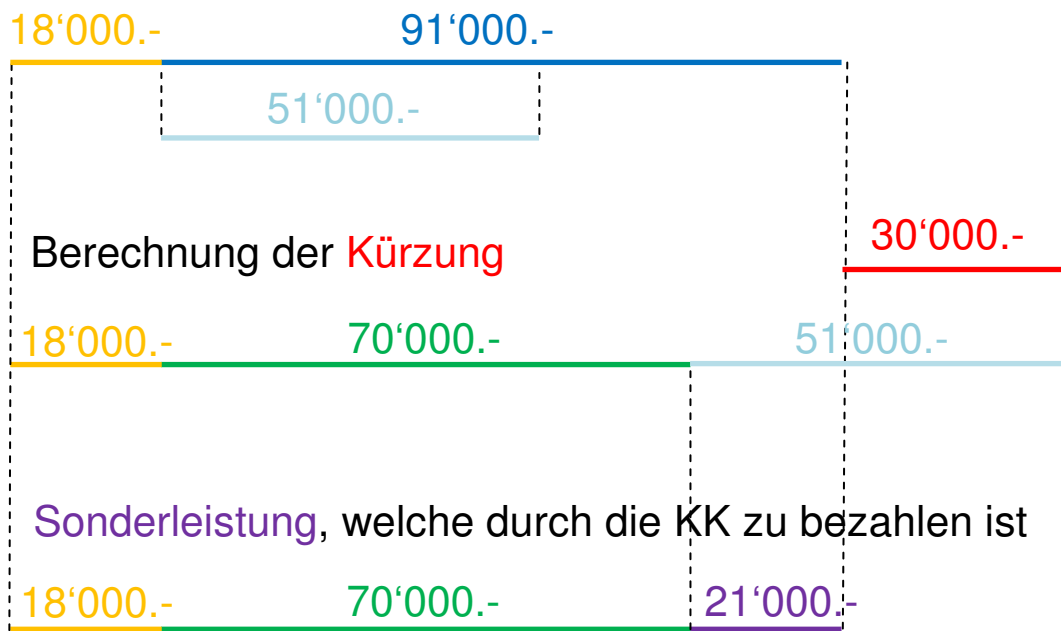 18‘000.- 91‘000.-
51‘000.-
30‘000.-
Berechnung der Kürzung
18‘000.- 70‘000.- 51‘000.-
Sonderleistung, welche durch die KK zu bezahlen ist
18‘000.- 70‘000.- 21‘000.-